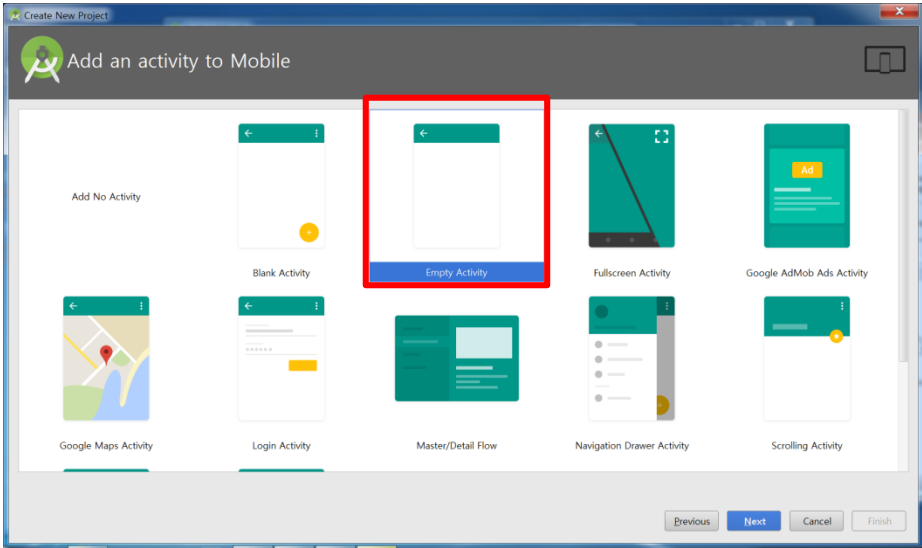 Create New Project
Add an activity to Mobile
Add No Activity
Blank Activity
Empty Activity
Fullscreen Activity
Ad
Google AdMob Ads Activity
Google Maps Activity
Login Activity
Master/Detail Flow
Navigation Drawer Activity
Scrolling Activity
Previous
Next
Cancel
Finish